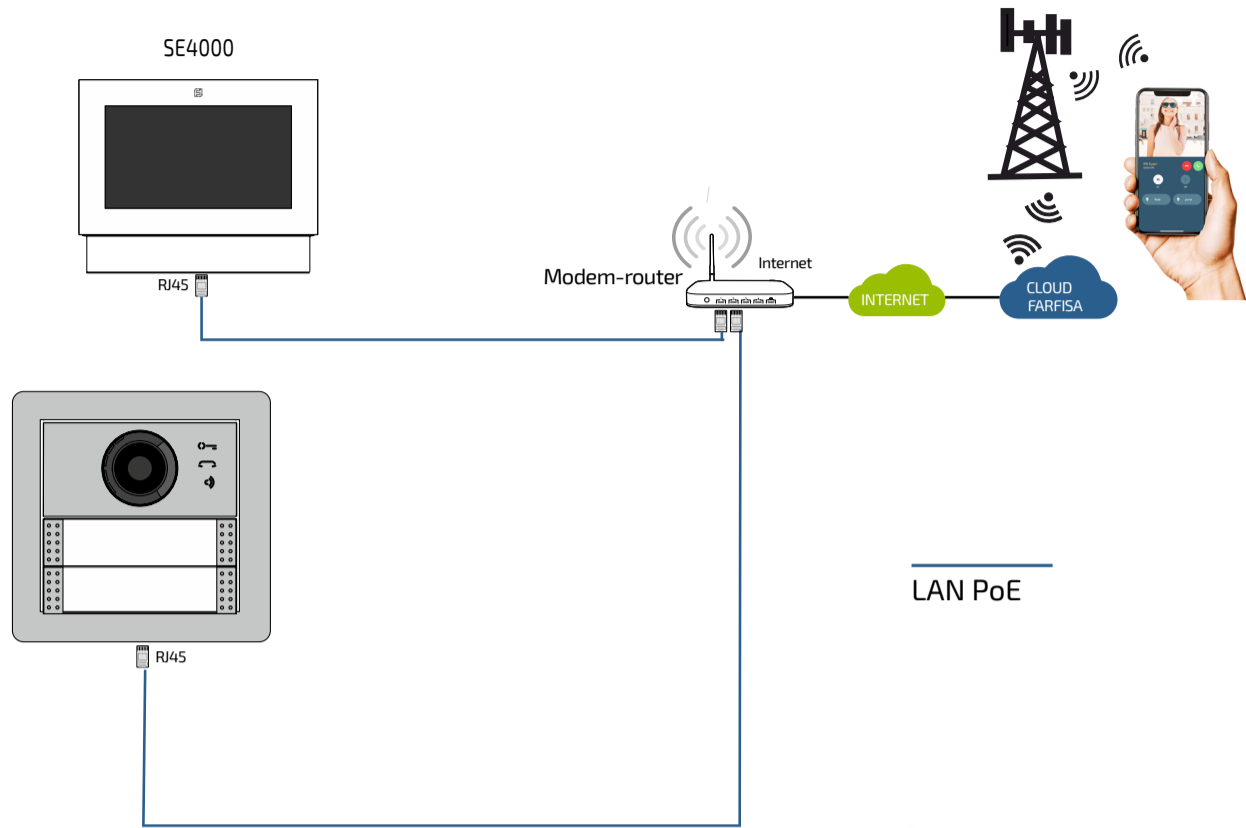 SE4000
RJ45
Modem-router
Internet
INTERNET
CLOUD
FARFISA
LAN PoE
RJ45